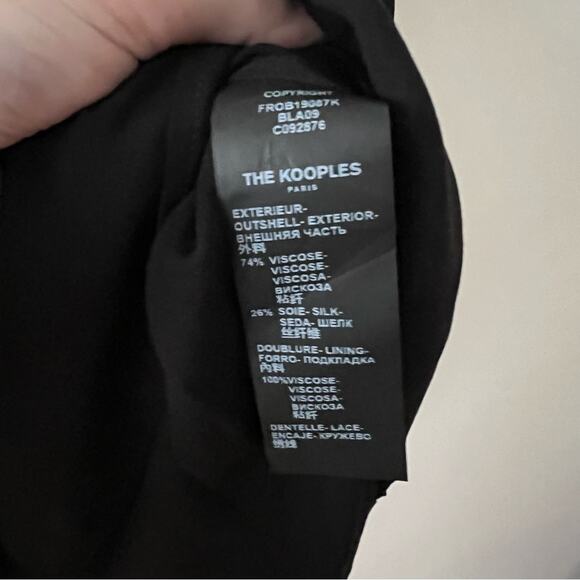 COPYRIGHT
FROB19087K
BLA09
C092876
THE KOOPLES
PARIS
EXTERIEUR-
OUTSHELL- EXTERIOR-
ВНЕШНЯЯ ЧАСТЬ
外料
74% VISCOSE-
VISCOSE-
VISCOSA-
ВИСКОЗА
粘纤
26% SOIE- SILK-
SEDA- ШЕЛК
丝纤维
DOUBLURE- LINING-
FORRO- ПОДКЛАДКА
内料
100%VISCOSE-
VISCOSE-
VISCOSA-
ВИСКОЗА
粘纤
DENTELLE- LACE-
ENCAJE- КРУЖЕВО